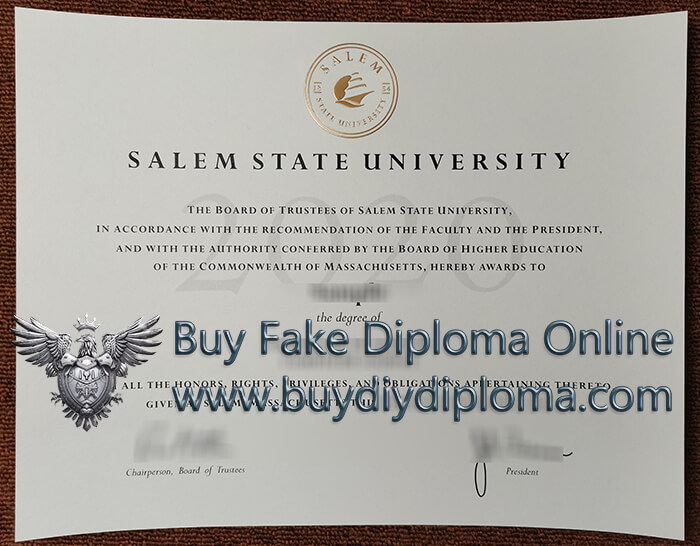 SALEM
STATE UNIVERSITY
SALEM STATE UNIVERSITY
2020
THE BOARD OF TRUSTEES OF SALEM STATE UNIVERSITY,
IN ACCORDANCE WITH THE RECOMMENDATION OF THE FACULTY AND THE PRESIDENT,
AND WITH THE AUTHORITY CONFERRED BY THE BOARD OF HIGHER EDUCATION
OF THE COMMONWEALTH OF MASSACHUSETTS, HEREBY AWARDS TO
the degree of
Buy Fake Diploma Online
ALL THE HONORS, RIGHTS, PRIVILEGES, AND OBLIGATIONS APPERTAINING THERETO
www.buydiydiploma.com
Chairperson, Board of Trustees
President